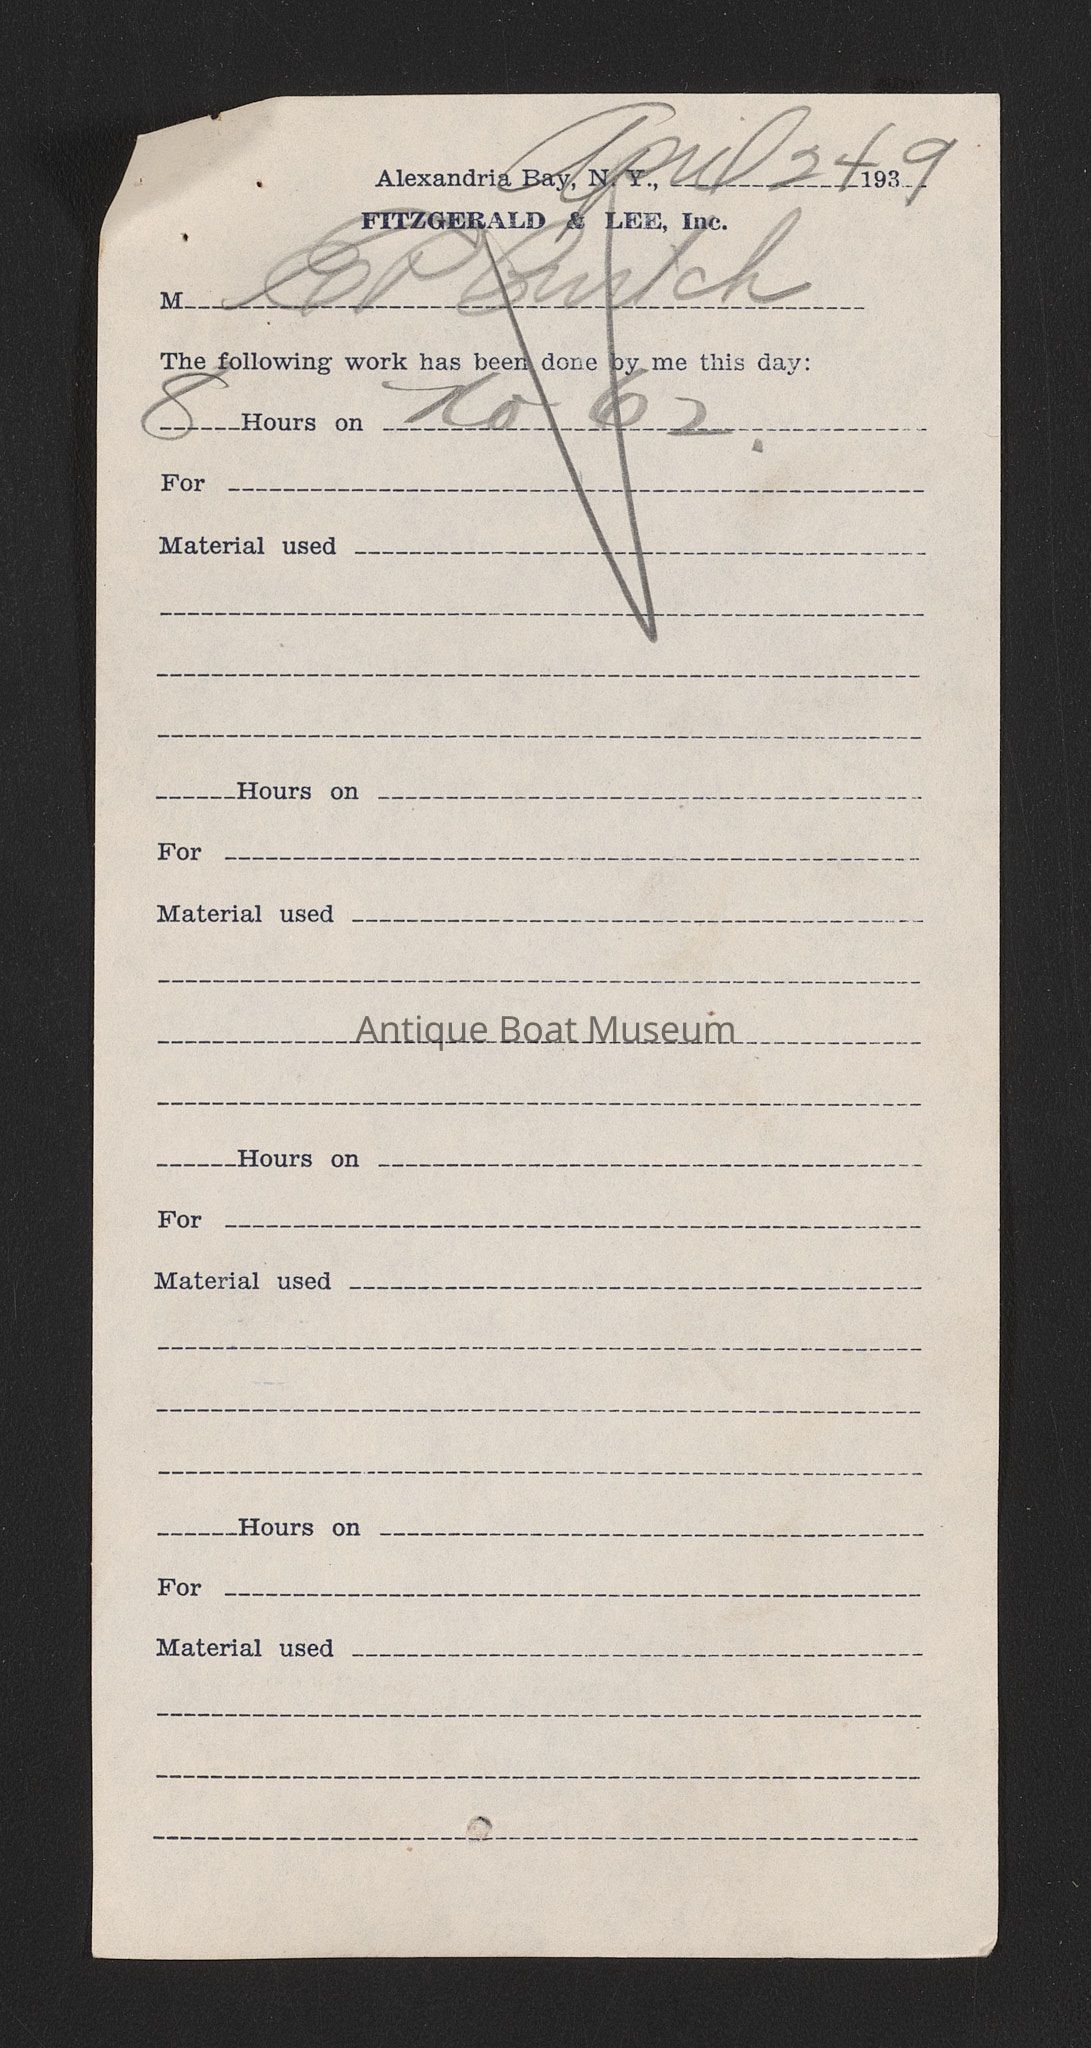 Alexandria Bay, N. Y., April 24 1939
FITZGERALD & LEE, Inc.
M
The following work has been done by me this day:
8 Hours on No 62.
For
Material used
Hours on
For
Material used
Antique Boat Museum
Hours on
For
Material used
Hours on
For
Material used